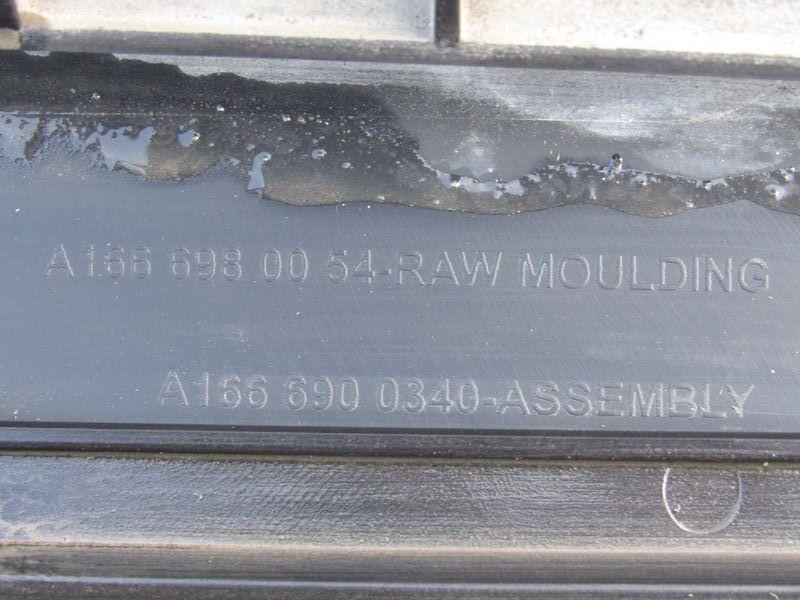 A166 698 00 54-RAW MOULDING
A166 690 0340-ASSEMBLY